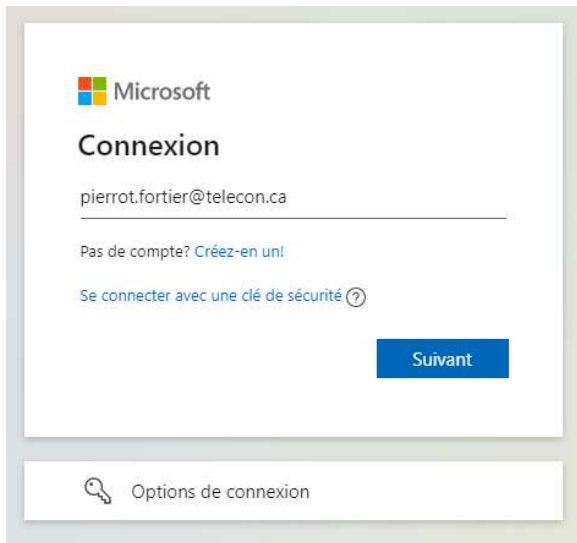 Microsoft
Connexion
pierrot.fortier@telecon.ca
Pas de compte? Créez-en un!
Se connecter avec une clé de sécurité ?
Suivant
Options de connexion